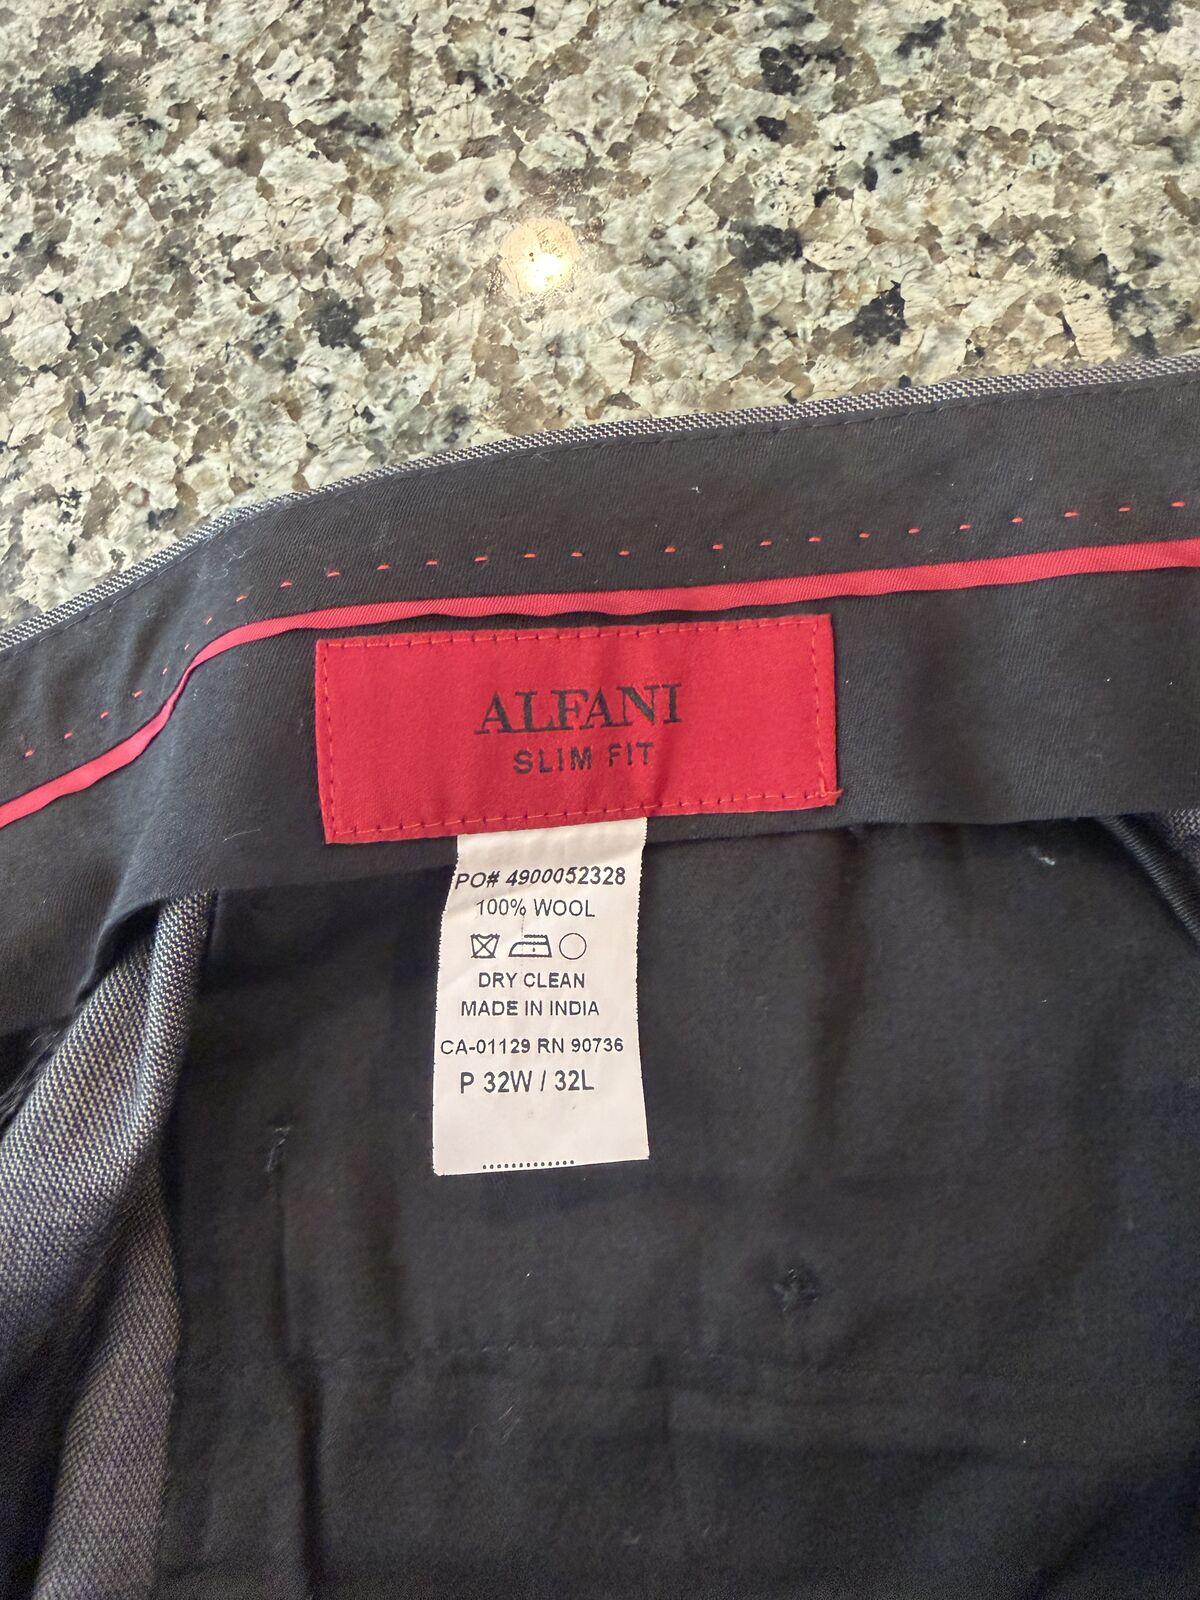 ALFANI
SLIM FIT
PO# 4900052328
100% WOOL
DRY CLEAN
MADE IN INDIA
CA-01129 RN 90736
P 32W / 32L